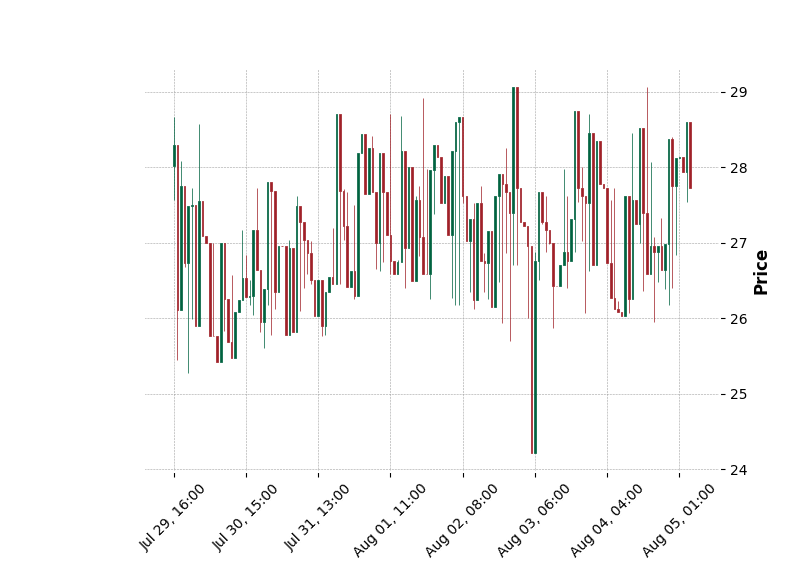 29
28
27
26
25
24
Price
Jul 29, 16:00
Jul 30, 15:00
Jul 31, 13:00
Aug 01, 11:00
Aug 02, 08:00
Aug 03, 06:00
Aug 04, 04:00
Aug 05, 01:00